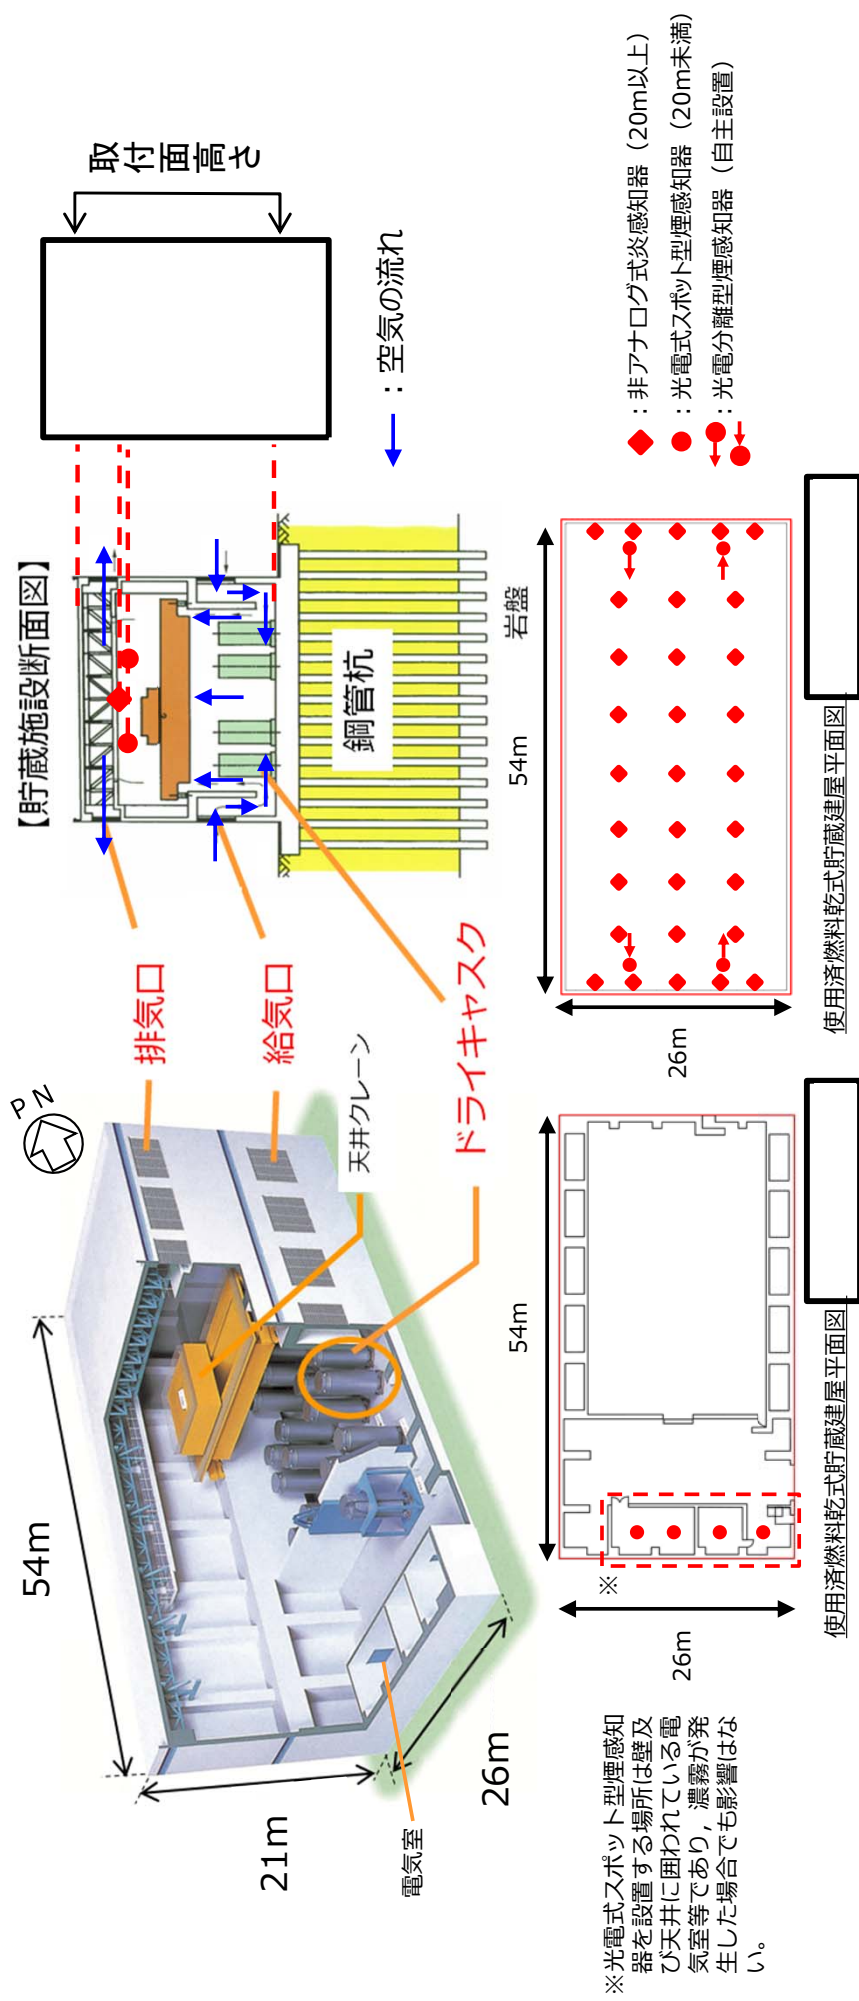 54m
21m
26m
PN
電気室
排気口
給気口
天井クレーン
ドライキャスク
【貯蔵施設断面図】
取付面高さ
：空気の流れ
鋼管杭
岩盤
※光電式スポット型煙感知
器を設置する場所は壁及
び天井に囲われている電
気室等であり，濃霧が発
生した場合でも影響はな
い。
※
54m
26m
使用済燃料乾式貯蔵建屋平面図
54m
26m
使用済燃料乾式貯蔵建屋平面図
：非アナログ式炎感知器（20m以上）
：光電式スポット型煙感知器（20m未満）
：光電分離型煙感知器（自主設置）